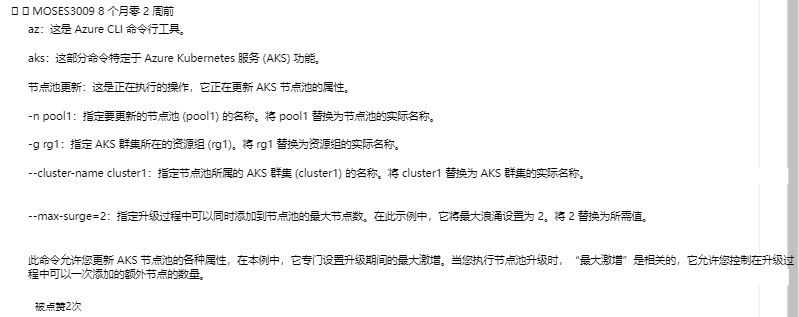 MOSES3009 8 个月零 2 周前
az：这是 Azure CLI 命令行工具。
aks：这部分命令特定于 Azure Kubernetes 服务 (AKS) 功能。
节点池更新：这是正在执行的操作，它正在更新 AKS 节点池的属性。
-n pool1：指定要更新的节点池 (pool1) 的名称。将 pool1 替换为节点池的实际名称。
-g rg1：指定 AKS 群集所在的资源组 (rg1)。将 rg1 替换为资源组的实际名称。
--cluster-name cluster1：指定节点池所属的 AKS 群集 (cluster1) 的名称。将 cluster1 替换为 AKS 群集的实际名称。
--max-surge=2：指定升级过程中可以同时添加到节点池的最大节点数。在此示例中，它将最大浪涌设置为 2。将 2 替换为所需值。
此命令允许您更新 AKS 节点池的各种属性，在本例中，它专门设置升级期间的最大激增。当您执行节点池升级时，“最大激增”是相关的，它允许您控制在升级过
程中可以一次添加的额外节点的数量。
被点赞2次